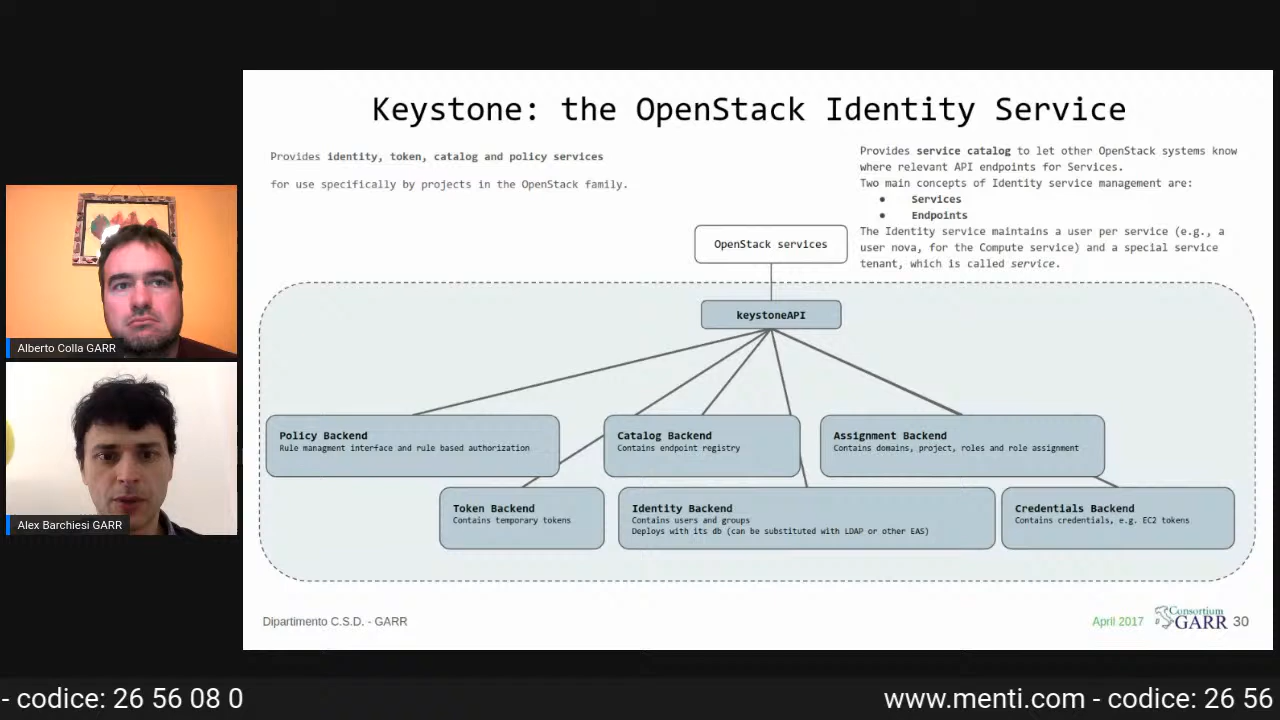 Keystone: the OpenStack Identity Service
Provides identity, token, catalog and policy services
for use specifically by projects in the OpenStack family.
Provides service catalog to let other OpenStack systems know
where relevant API endpoints for Services.
Two main concepts of Identity service management are:
● Services
● Endpoints
The Identity service maintains a user per service (e.g., a
user nova, for the Compute service) and a special service
tenant, which is called service.
OpenStack services
keystoneAPI
Policy Backend
Rule managment interface and rule based authorization
Catalog Backend
Contains endpoint registry
Assignment Backend
Contains domains, project, roles and role assignment
Token Backend
Contains temporary tokens
Identity Backend
Contains users and groups
Deploys with its db (can be substituted with LDAP or other EAS)
Credentials Backend
Contains credentials, e.g. EC2 tokens
Dipartimento C.S.D. - GARR
April 2017
Consortium
GARR
30
Alberto Colla GARR
Alex Barchiesi GARR
- codice: 26 56 08 0
www.menti.com - codice: 26 56